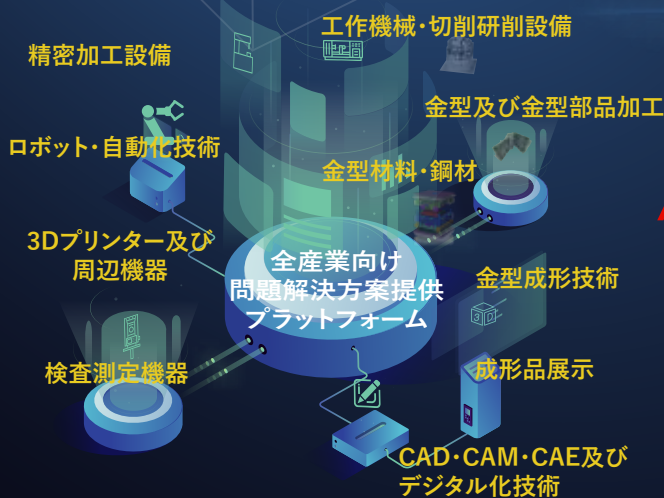 工作機械・切削研削設備
精密加工設備
金型及び金型部品加工
ロボット・自動化技術
金型材料・鋼材
3Dプリンター及び
周辺機器
全産業向け
問題解決方案提供
プラットフォーム
金型成形技術
3D
検査測定機器
成形品展示
CAD・CAM・CAE及び
デジタル化技術